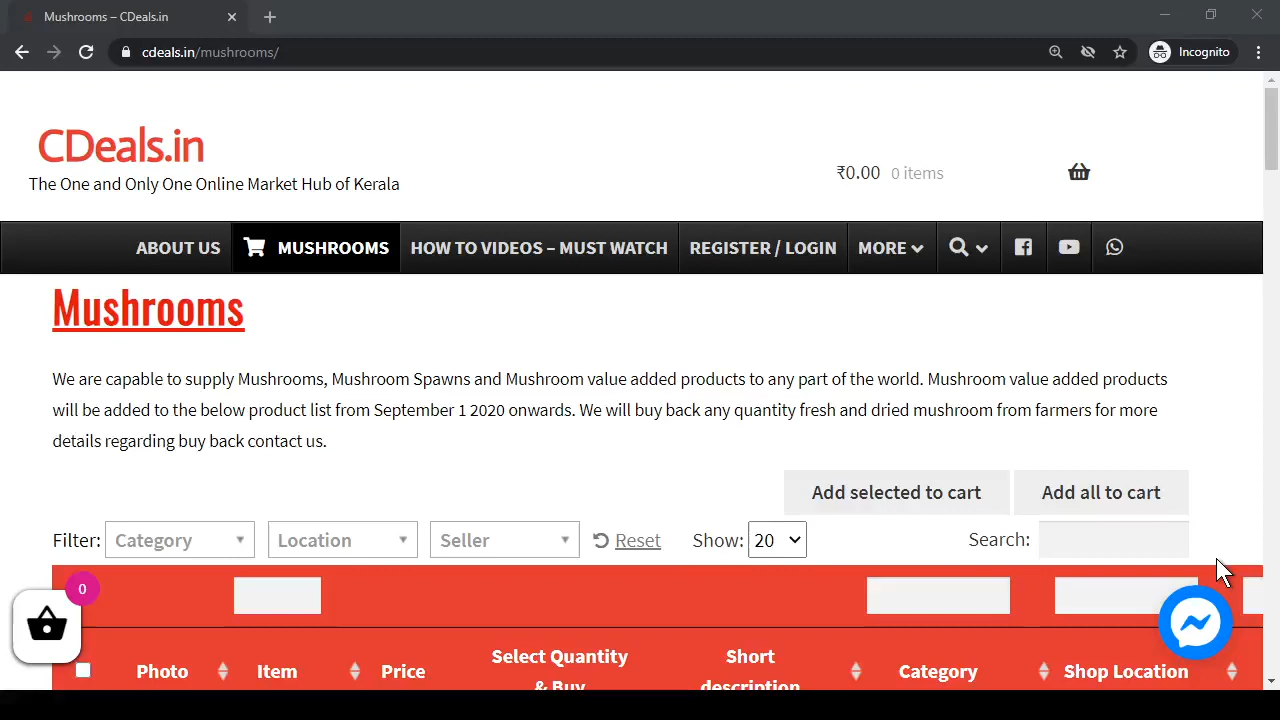 Mushrooms – CDeals.in
cdeals.in/mushrooms/
Incognito
CDeals.in
The One and Only One Online Market Hub of Kerala
₹0.00 0 items
ABOUT US MUSHROOMS HOW TO VIDEOS – MUST WATCH REGISTER / LOGIN MORE
Mushrooms
We are capable to supply Mushrooms, Mushroom Spawns and Mushroom value added products to any part of the world. Mushroom value added products
will be added to the below product list from September 1 2020 onwards. We will buy back any quantity fresh and dried mushroom from farmers for more
details regarding buy back contact us.
Add selected to cart Add all to cart
Filter: Category Location Seller Reset Show: 20 Search:
0
Photo Item Price Select Quantity & Buy Short description Category Shop Location